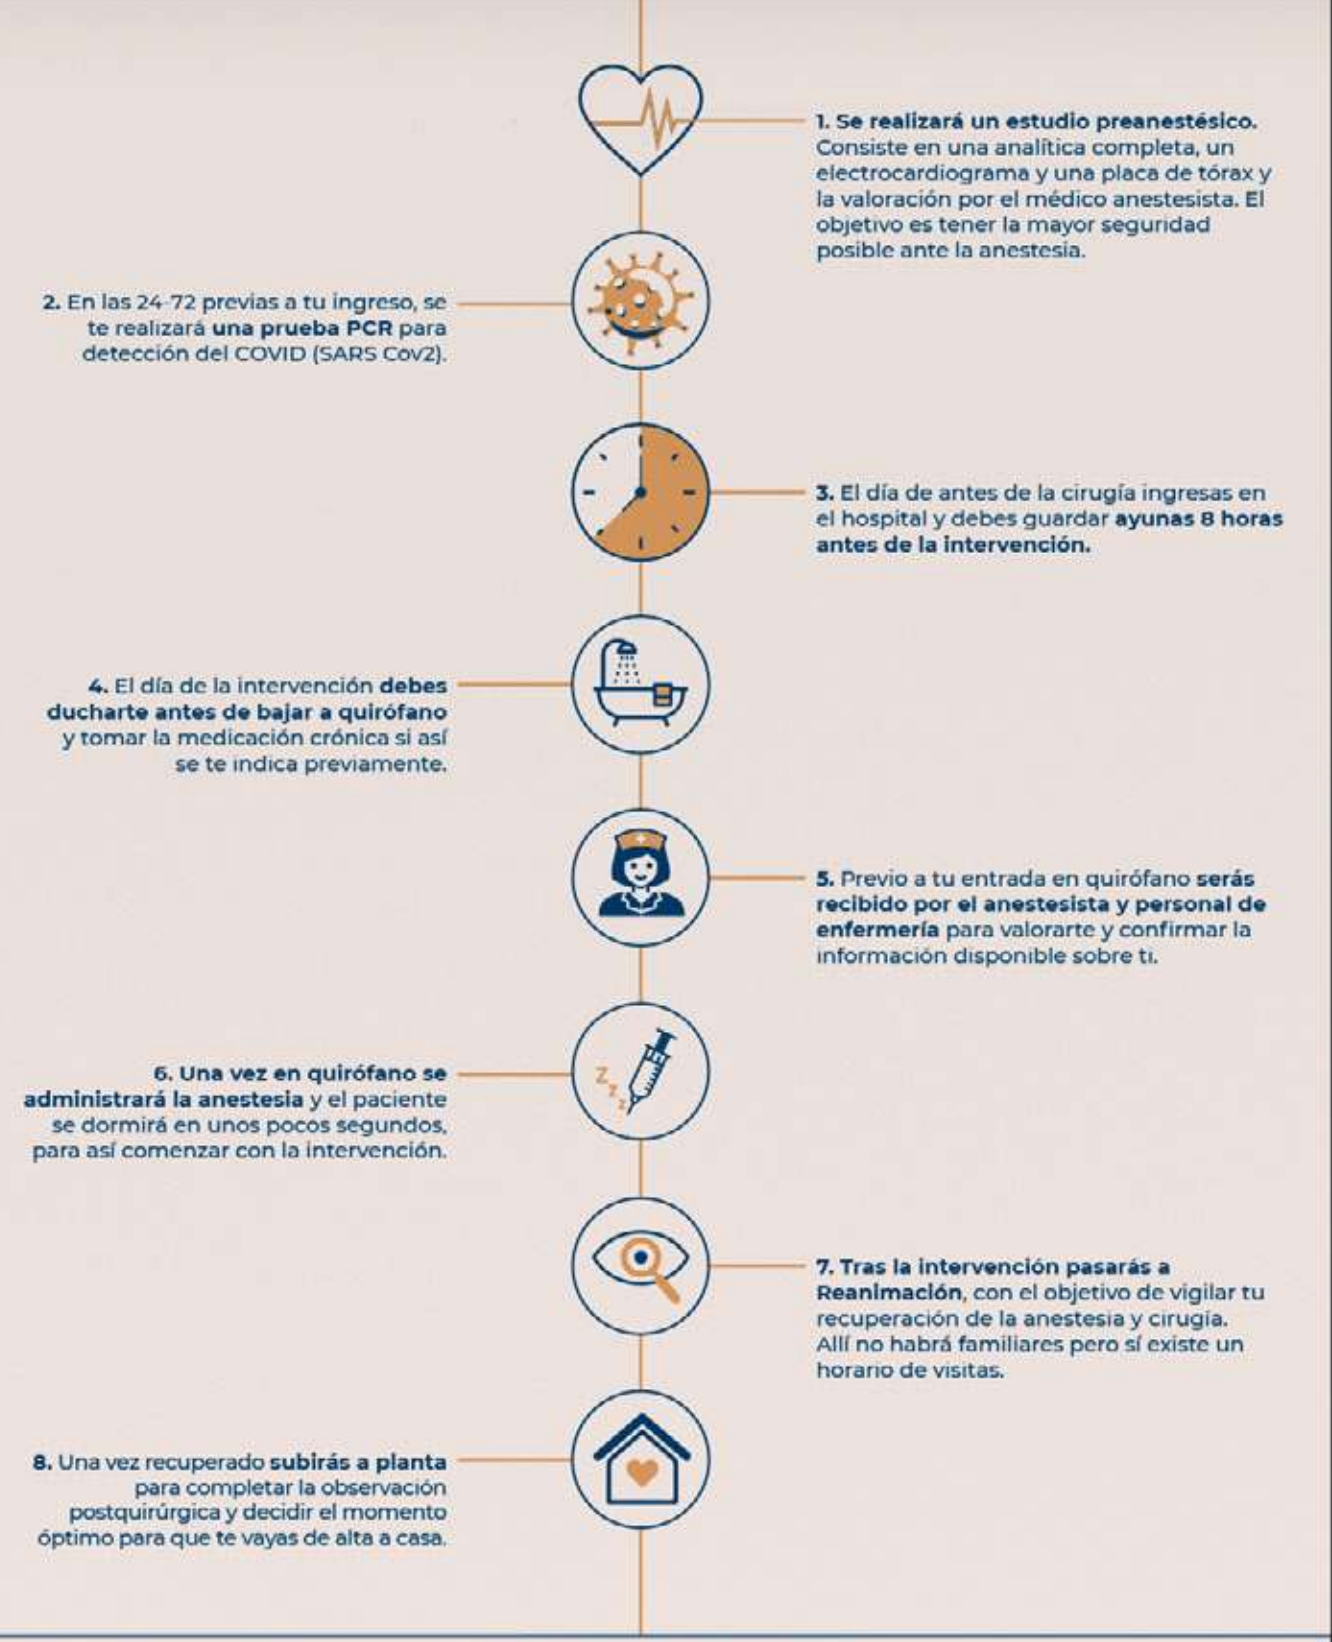 1. Se realizará un estudio preanestésico.
Consiste en una analítica completa, un
electrocardiograma y una placa de tórax y
la valoración por el médico anestesista. El
objetivo es tener la mayor seguridad
posible ante la anestesia.
2. En las 24-72 previas a tu ingreso, se
te realizará una prueba PCR para
detección del COVID (SARS Cov2).
3. El día de antes de la cirugía ingresas en
el hospital y debes guardar ayunas 8 horas
antes de la intervención.
4. El día de la intervención debes
ducharte antes de bajar a quirófano
y tomar la medicación crónica si así
se te indica previamente.
5. Previo a tu entrada en quirófano serás
recibido por el anestesista y personal de
enfermería para valorarte y confirmar la
información disponible sobre ti.
6. Una vez en quirófano se
administrará la anestesia y el paciente
se dormirá en unos pocos segundos,
para así comenzar con la intervención.
Z
z
z
7. Tras la intervención pasarás a
Reanimación, con el objetivo de vigilar tu
recuperación de la anestesia y cirugía.
Allí no habrá familiares pero sí existe un
horario de visitas.
8. Una vez recuperado subirás a planta
para completar la observación
postquirúrgica y decidir el momento
óptimo para que te vayas de alta a casa.